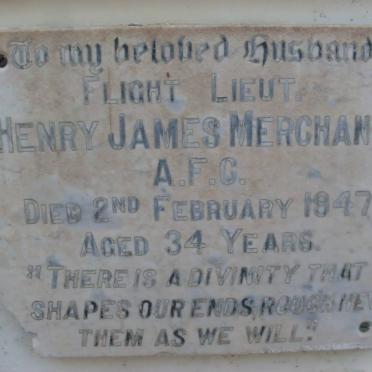 To my beloved Husband
FLIGHT LIEUT.
HENRY JAMES MERCHAN
A.F.C.
DIED 2ND FEBRUARY 1947
AGED 34 YEARS.
"THERE IS A DIVINITY THAT
SHAPES OUR ENDS, ROUGH HEW
THEM AS WE WILL."